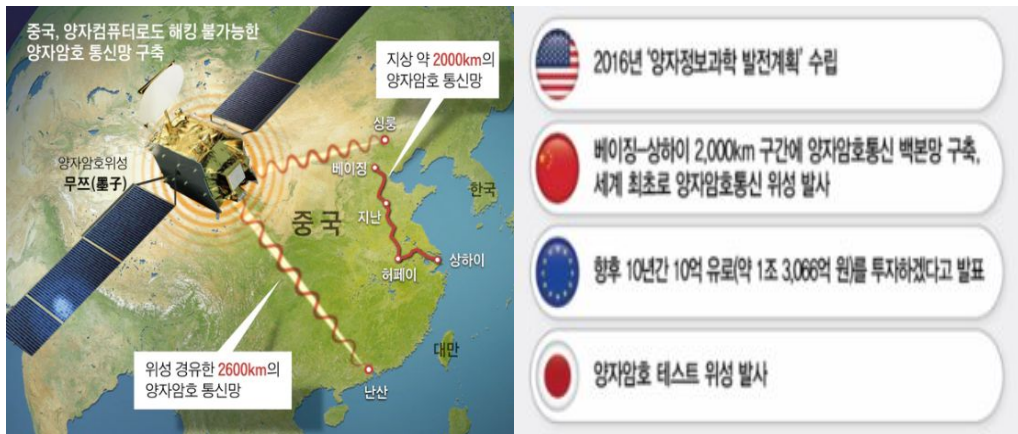 중국, 양자컴퓨터로도 해킹 불가능한
양자암호 통신망 구축
지상 약 2000km의
양자암호 통신망
양자암호위성
무쯔(墨子)
싱룽
베이징
지난
허페이
상하이
한국
중국
대만
난산
위성 경유한 2600km의
양자암호 통신망
2016년 '양자정보과학 발전계획' 수립
베이징-상하이 2,000km 구간에 양자암호통신 백본망 구축,
세계 최초로 양자암호통신 위성 발사
향후 10년간 10억 유로(약 1조 3,066억 원)를 투자하겠다고 발표
양자암호 테스트 위성 발사